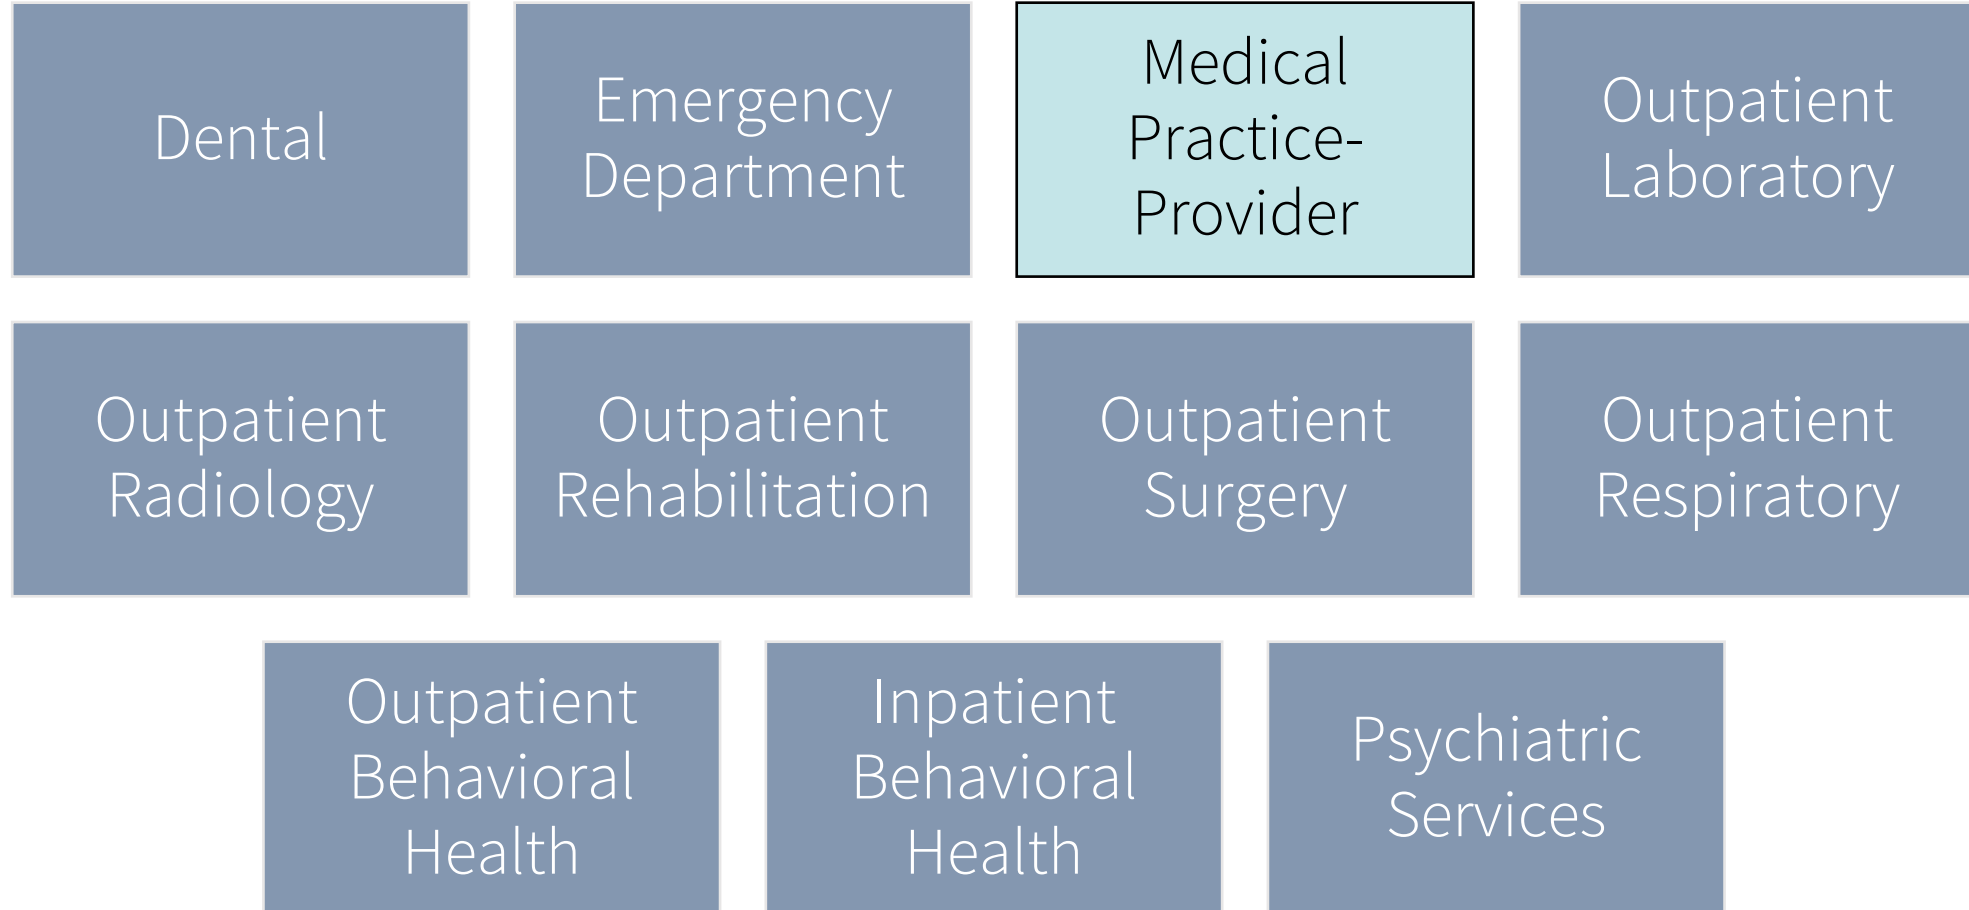 Dental
Emergency
Department
Medical
Practice-
Provider
Outpatient
Laboratory
Outpatient
Radiology
Outpatient
Rehabilitation
Outpatient
Surgery
Outpatient
Respiratory
Outpatient
Behavioral
Health
Inpatient
Behavioral
Health
Psychiatric
Services